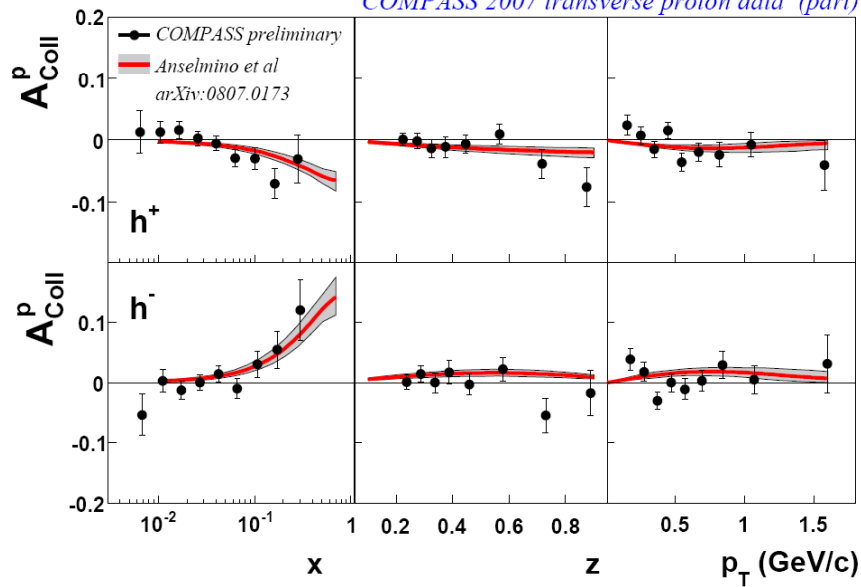 COMPASS 2007 transverse proton data (part)
0.2
COMPASS preliminary
Anselmino et al
arXiv:0807.0173
A^p_Coll
0.1
0
-0.1
h⁺
h⁻
A^p_Coll
0.1
0
-0.1
-0.2
10⁻² 10⁻¹ 1 0.2 0.4 0.6 0.8 0.5 1 1.5
x z p_T (GeV/c)